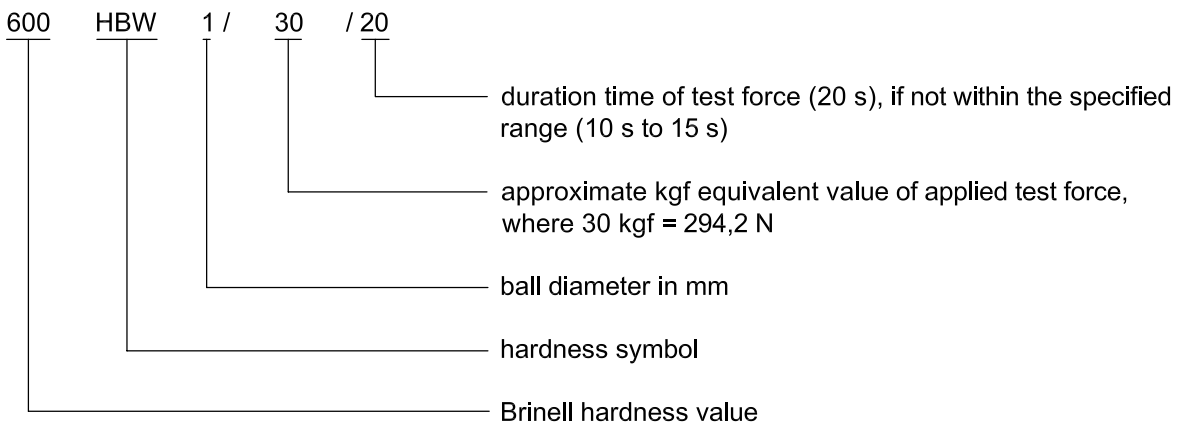 600 HBW 1 / 30 / 20
duration time of test force (20 s), if not within the specified
range (10 s to 15 s)
approximate kgf equivalent value of applied test force,
where 30 kgf = 294,2 N
ball diameter in mm
hardness symbol
Brinell hardness value